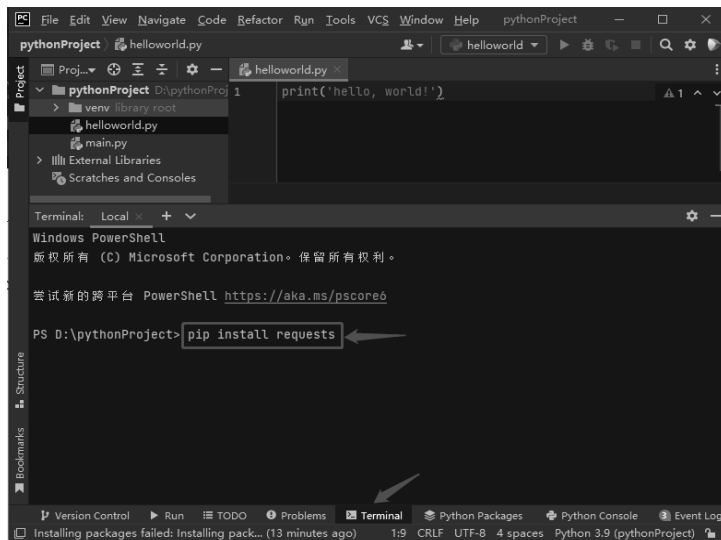 PC File Edit View Navigate Code Refactor Run Tools VCS Window Help pythonProject
pythonProject helloworld.py helloworld
Project
Proj...
helloworld.py
pythonProject D:\pythonProj
venv library root
helloworld.py
main.py
External Libraries
Scratches and Consoles
1 print('hello, world!')
1
Terminal: Local
Windows PowerShell
版权所有 (C) Microsoft Corporation。保留所有权利。
尝试新的跨平台 PowerShell https://aka.ms/pscore6
PS D:\pythonProject> pip install requests
Structure
Bookmarks
Version Control Run TODO Problems Terminal Python Packages Python Console 3 Event Log
Installing packages failed: Installing pack... (13 minutes ago) 1:9 CRLF UTF-8 4 spaces Python 3.9 (pythonProject)